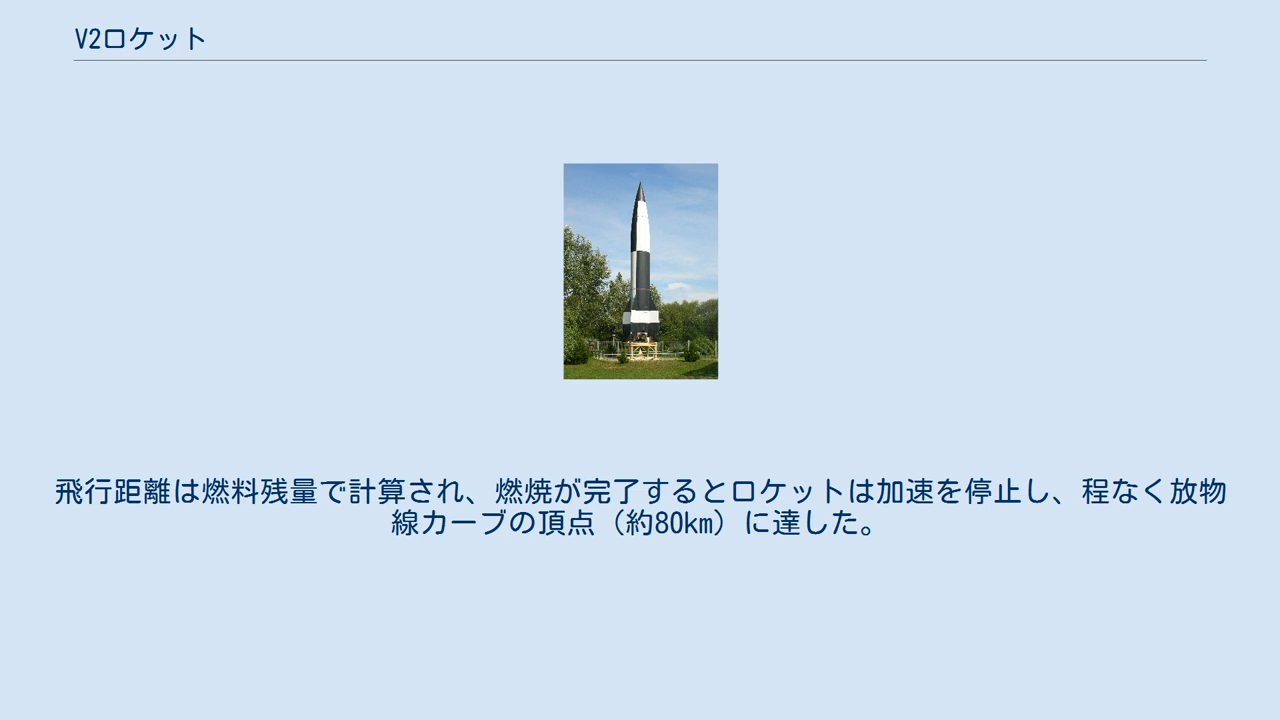 V2ロケット
飛行距離は燃料残量で計算され、燃焼が完了するとロケットは加速を停止し、程なく放物
線カーブの頂点（約80km）に達した。